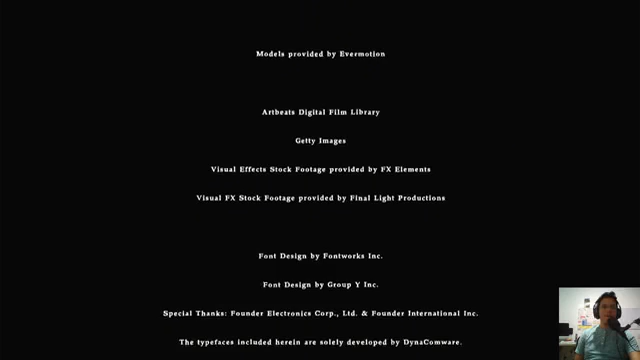 Models provided by Evermotion
Artbeats Digital Film Library
Getty Images
Visual Effects Stock Footage provided by FX Elements
Visual FX Stock Footage provided by Final Light Productions
Font Design by Fontworks Inc.
Font Design by Group Y Inc.
Special Thanks: Founder Electronics Corp., Ltd. & Founder International Inc.
The typefaces included herein are solely developed by DynaComware.